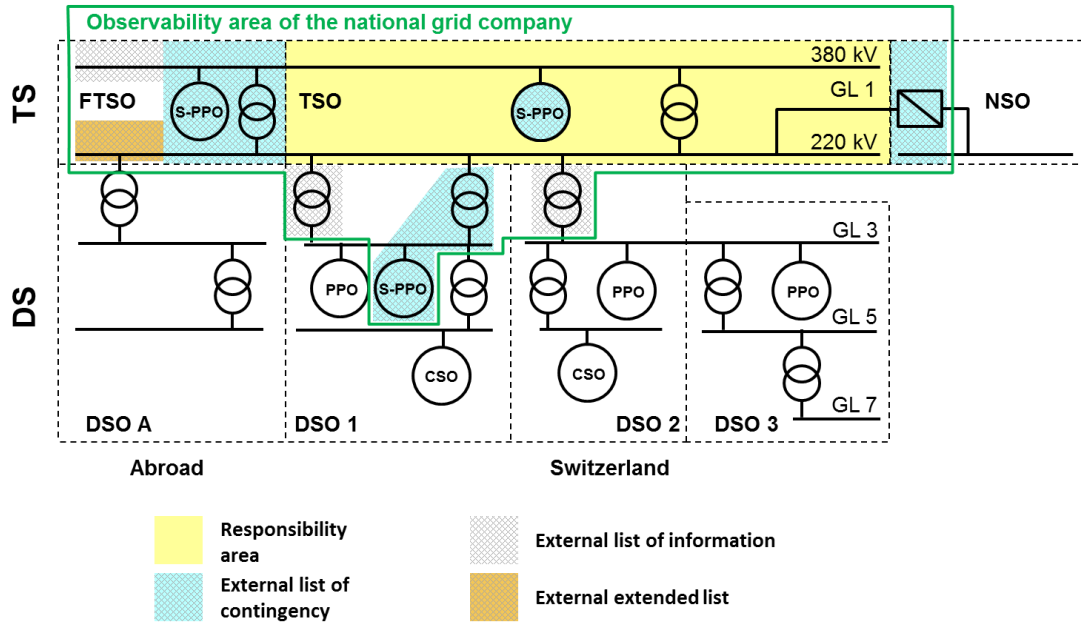 Observability area of the national grid company
380 kV
TS
FTSO
S-PPO
TSO
S-PPO
GL 1
NSO
220 kV
GL 3
DS
PPO
S-PPO
PPO
PPO
GL 5
CSO
CSO
GL 7
DSO A
DSO 1
DSO 2
DSO 3
Abroad
Switzerland
Responsibility
area
External list of information
External list of
contingency
External extended list